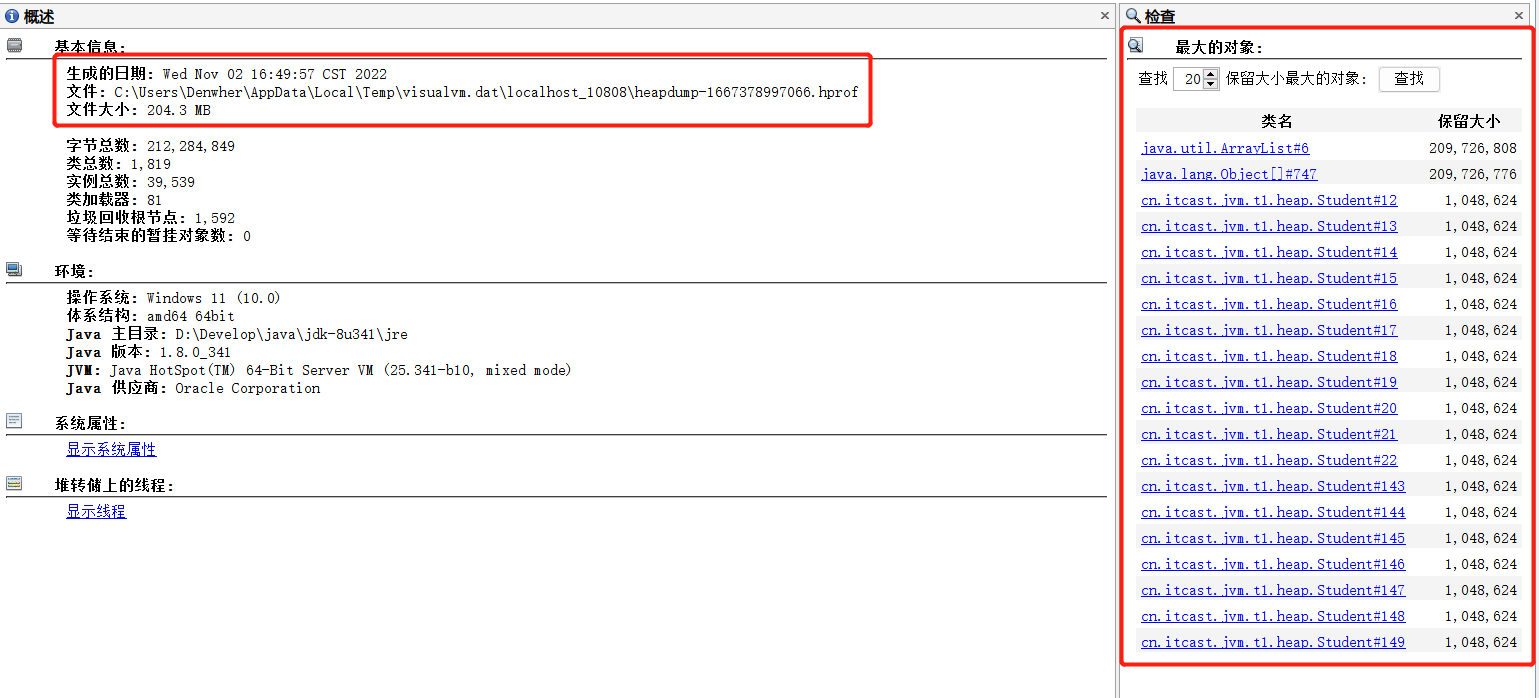 概述
基本信息:
生成的日期: Wed Nov 02 16:49:57 CST 2022
文件: C:\Users\Denwher\AppData\Local\Temp\visualvm.dat\localhost_10808\heapdump-1667378997066.hprof
文件大小: 204.3 MB
字节总数: 212,284,849
类总数: 1,819
实例总数: 39,539
类加载器: 81
垃圾回收根节点: 1,592
等待结束的暂挂对象数: 0
环境:
操作系统: Windows 11 (10.0)
体系结构: amd64 64bit
Java 主目录: D:\Develop\java\jdk-8u341\jre
Java 版本: 1.8.0_341
JVM: Java HotSpot(TM) 64-Bit Server VM (25.341-b10, mixed mode)
Java 供应商: Oracle Corporation
系统属性:
显示系统属性
堆转储上的线程:
显示线程
检查
最大的对象:
查找 20 保留大小最大的对象: 查找
类名 保留大小
java.util.ArrayList#6 209,726,808
java.lang.Object[]#747 209,726,776
cn.itcast.jvm.t1.heap.Student#12 1,048,624
cn.itcast.jvm.t1.heap.Student#13 1,048,624
cn.itcast.jvm.t1.heap.Student#14 1,048,624
cn.itcast.jvm.t1.heap.Student#15 1,048,624
cn.itcast.jvm.t1.heap.Student#16 1,048,624
cn.itcast.jvm.t1.heap.Student#17 1,048,624
cn.itcast.jvm.t1.heap.Student#18 1,048,624
cn.itcast.jvm.t1.heap.Student#19 1,048,624
cn.itcast.jvm.t1.heap.Student#20 1,048,624
cn.itcast.jvm.t1.heap.Student#21 1,048,624
cn.itcast.jvm.t1.heap.Student#22 1,048,624
cn.itcast.jvm.t1.heap.Student#143 1,048,624
cn.itcast.jvm.t1.heap.Student#144 1,048,624
cn.itcast.jvm.t1.heap.Student#145 1,048,624
cn.itcast.jvm.t1.heap.Student#146 1,048,624
cn.itcast.jvm.t1.heap.Student#147 1,048,624
cn.itcast.jvm.t1.heap.Student#148 1,048,624
cn.itcast.jvm.t1.heap.Student#149 1,048,624